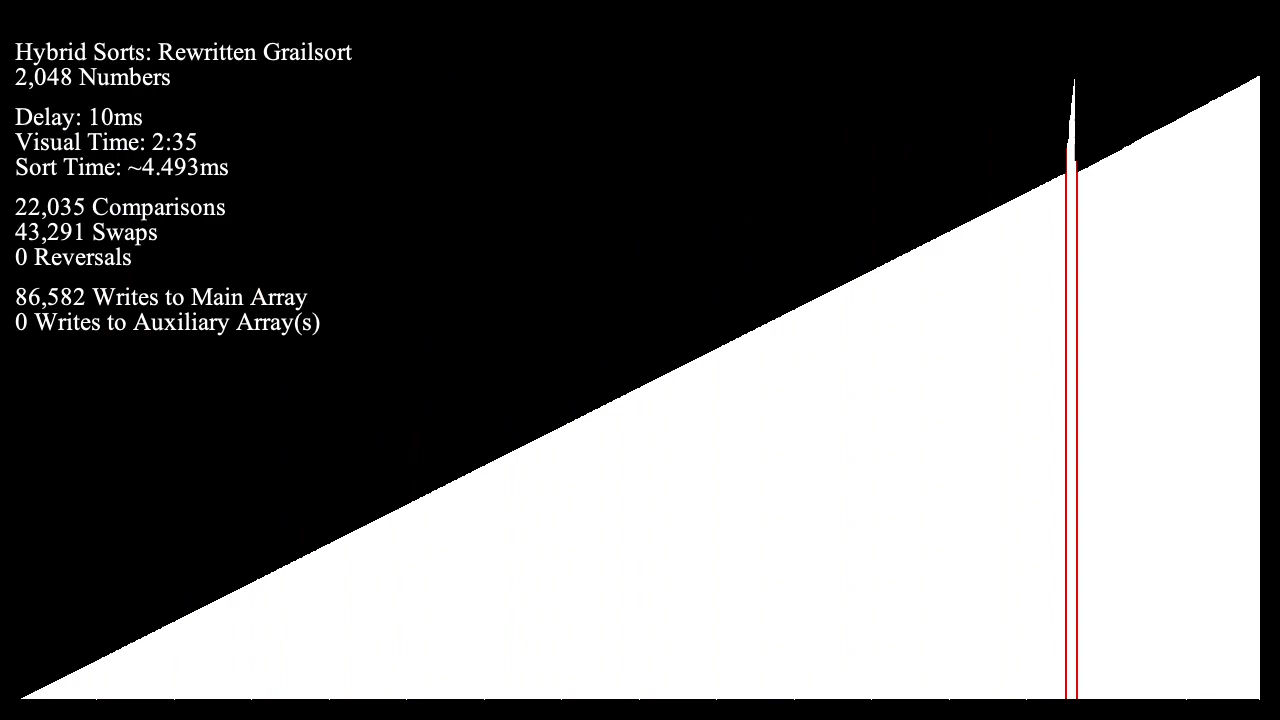 Hybrid Sorts: Rewritten Grailsort
2,048 Numbers
Delay: 10ms
Visual Time: 2:35
Sort Time: ~4.493ms
22,035 Comparisons
43,291 Swaps
0 Reversals
86,582 Writes to Main Array
0 Writes to Auxiliary Array(s)